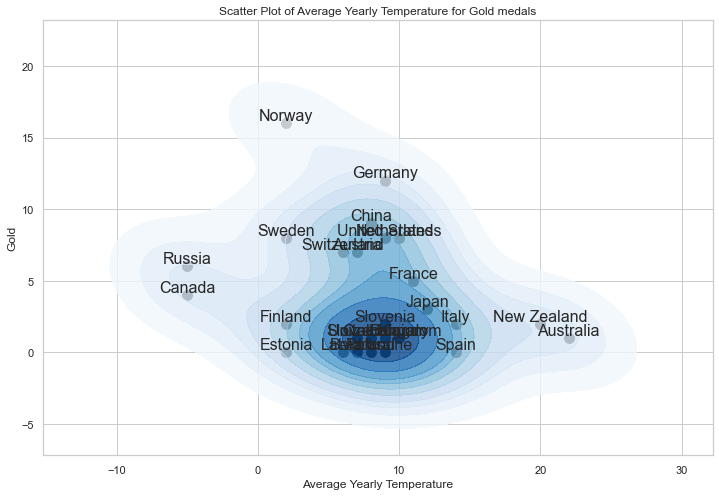 Scatter Plot of Average Yearly Temperature for Gold medals
20
15
10
5
0
−5
Gold
Norway
Germany
China
Sweden
United States
Netherlands
Switzerland
Austria
Russia
France
Canada
Japan
Finland
Slovenia
Italy
New Zealand
Australia
Estonia
Spain
−10
0
10
20
30
Average Yearly Temperature